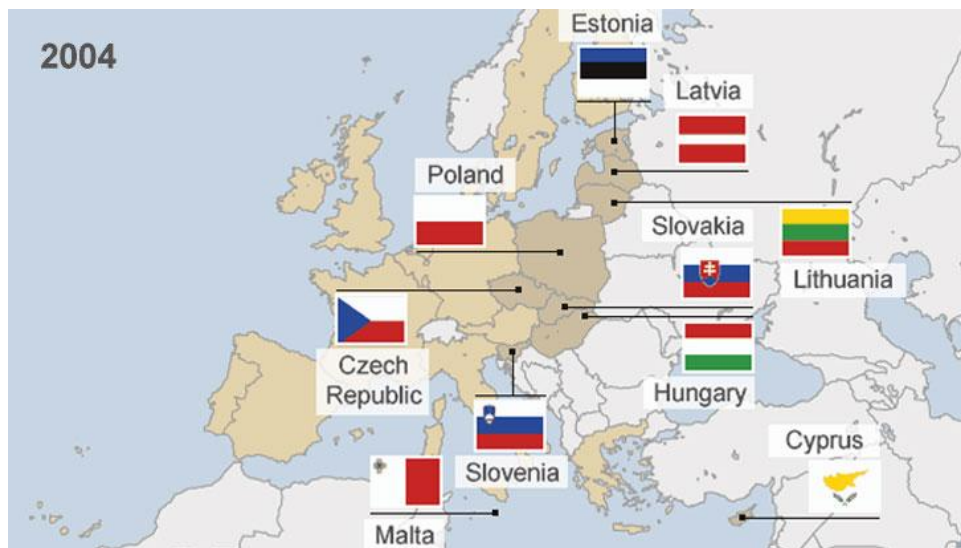 2004
Estonia
Latvia
Poland
Slovakia
Lithuania
Czech
Republic
Hungary
Slovenia
Cyprus
Malta